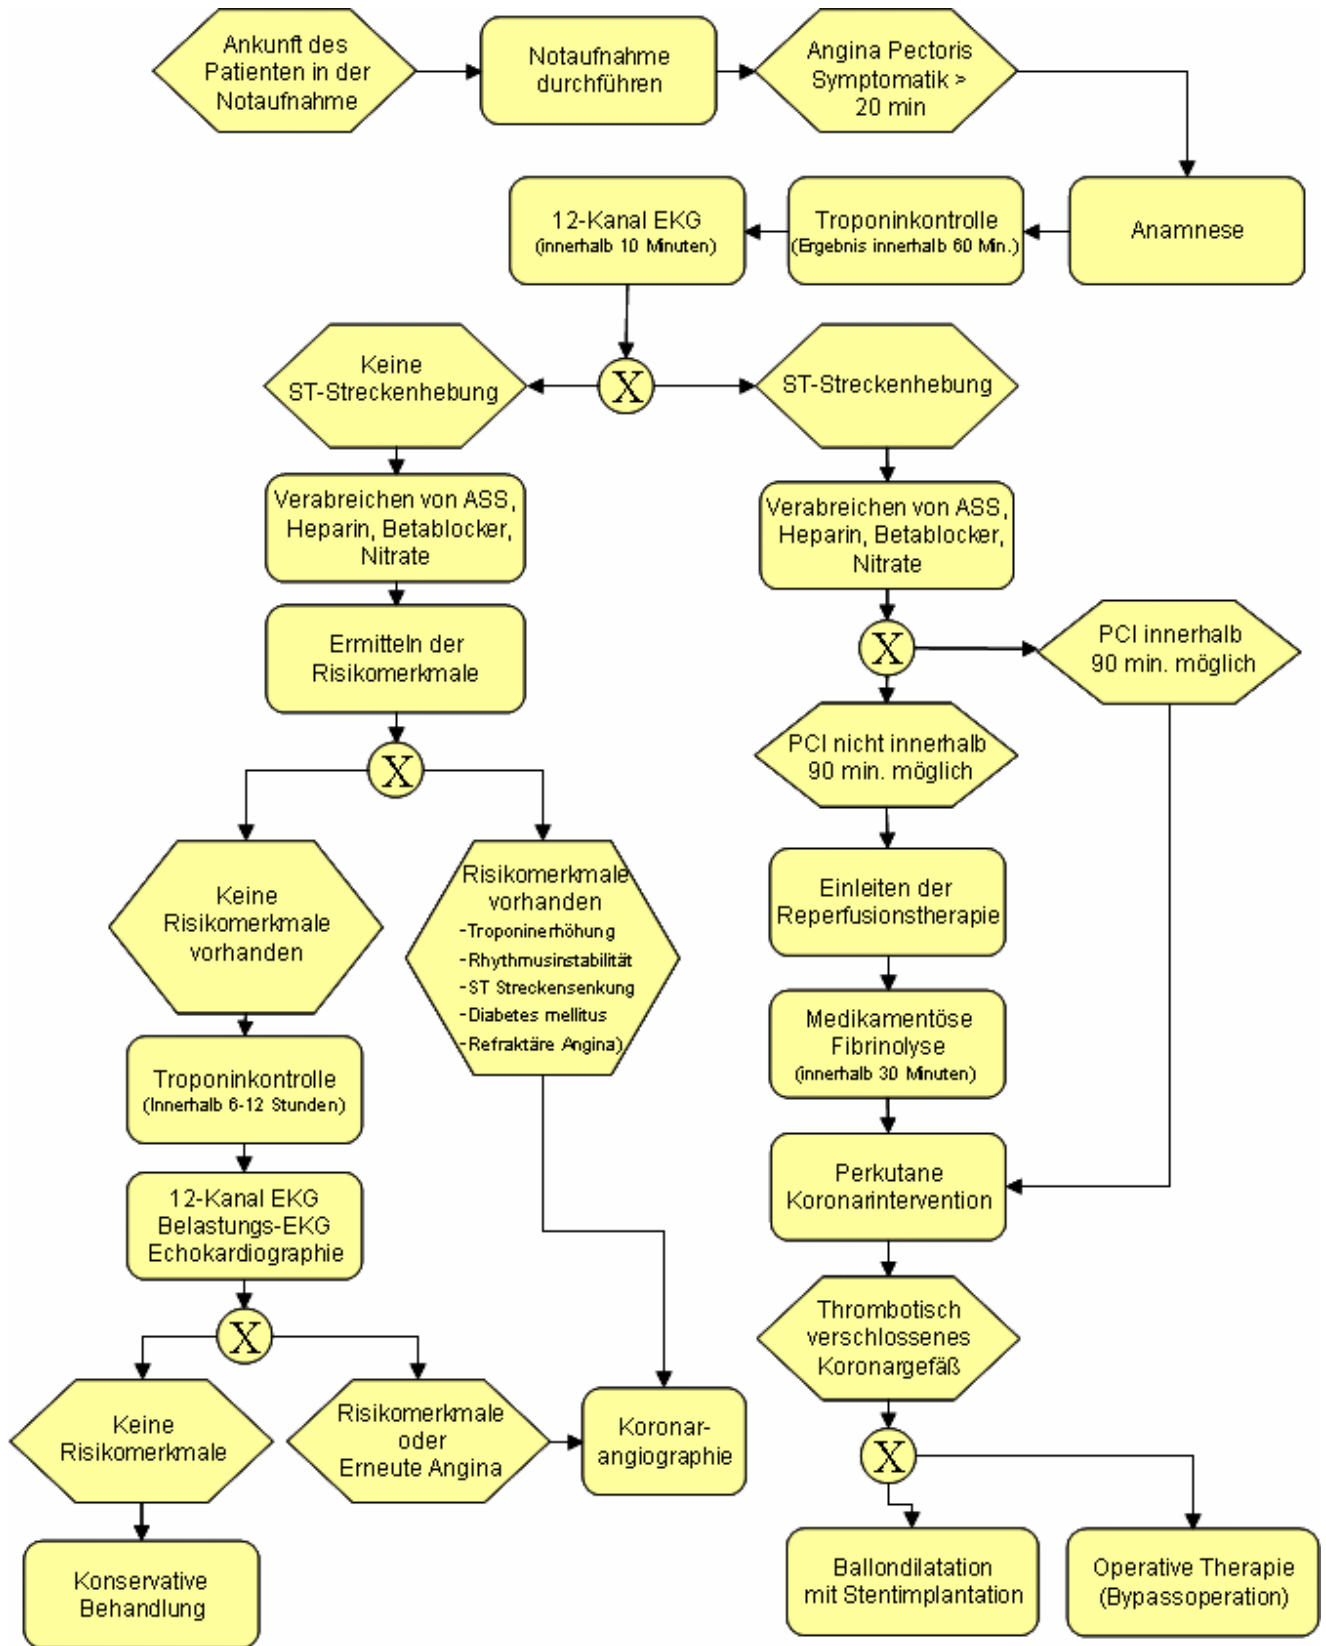 Ankunft des
Patienten in der
Notaufnahme
Notaufnahme
durchführen
Angina Pectoris
Symptomatik >
20 min
12-Kanal EKG
(innerhalb 10 Minuten)
Troponinkontrolle
(Ergebnis innerhalb 60 Min.)
Anamnese
Keine
ST-Streckenhebung
X
ST-Streckenhebung
Verabreichen von ASS,
Heparin, Betablocker,
Nitrate
Verabreichen von ASS,
Heparin, Betablocker,
Nitrate
Ermitteln der
Risikomerkmale
X
PCI innerhalb
90 min. möglich
X
PCI nicht innerhalb
90 min. möglich
Keine
Risikomerkmale
vorhanden
Risikomerkmale
vorhanden
-Troponinerhöhung
-Rhythmusinstabilität
-ST Streckensenkung
-Diabetes mellitus
-Refraktäre Angina)
Einleiten der
Reperfusionstherapie
Medikamentöse
Fibrinolyse
(innerhalb 30 Minuten)
Troponinkontrolle
(Innerhalb 6-12 Stunden)
Perkutane
Koronarintervention
12-Kanal EKG
Belastungs-EKG
Echokardiographie
X
Thrombotisch
verschlossenes
Koronargefäß
Keine
Risikomerkmale
Risikomerkmale
oder
Erneute Angina
Koronar-
angiographie
X
Konservative
Behandlung
Ballondilatation
mit Stentimplantation
Operative Therapie
(Bypassoperation)